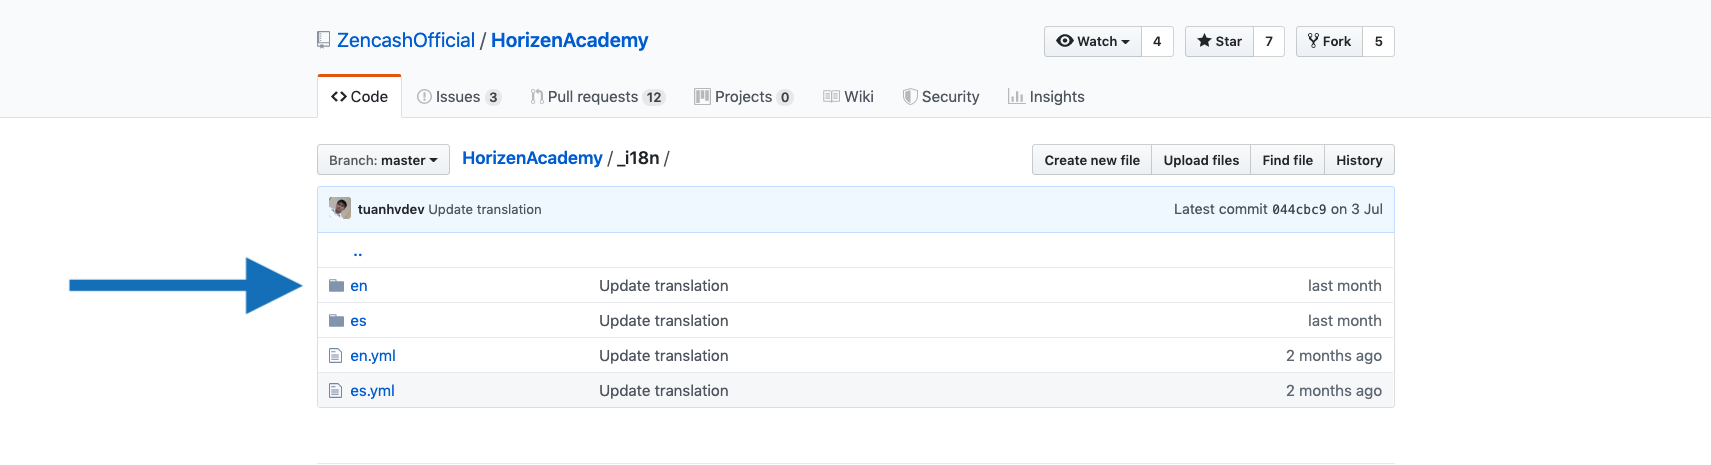 ZencashOfficial / HorizenAcademy
Watch 4 Star 7 Fork 5
Code Issues 3 Pull requests 12 Projects 0 Wiki Security Insights
Branch: master HorizenAcademy / _i18n / Create new file Upload files Find file History
tuanhvdev Update translation Latest commit 044cbc9 on 3 Jul
..
en Update translation last month
es Update translation last month
en.yml Update translation 2 months ago
es.yml Update translation 2 months ago